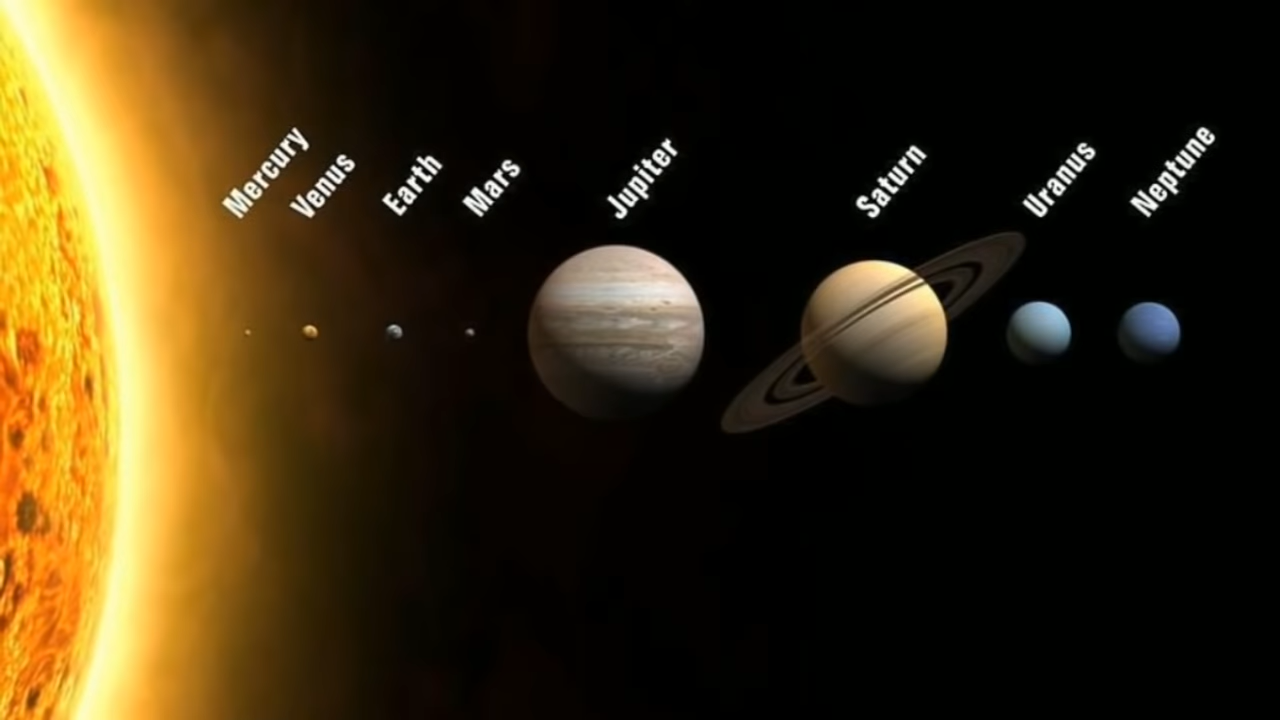 Mercury
Venus
Earth
Mars
Jupiter
Saturn
Uranus
Neptune